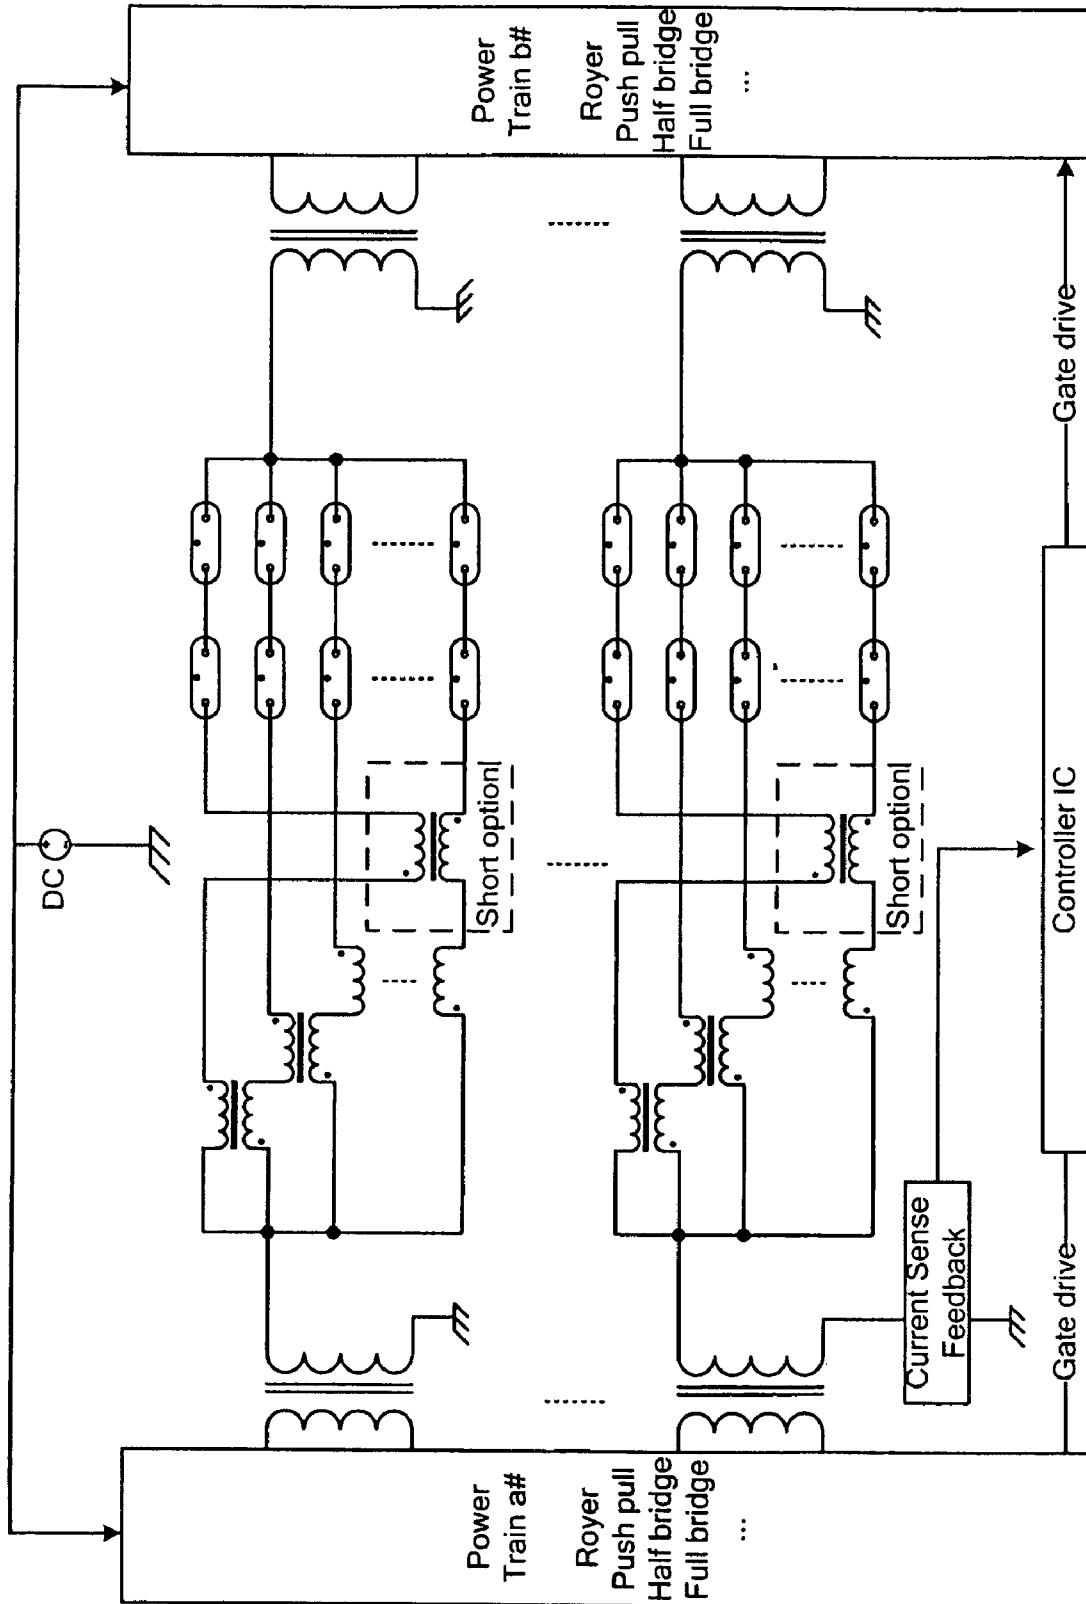 DC
Power
Train a#
Royer
Push pull
Half bridge
Full bridge
...
Power
Train b#
Royer
Push pull
Half bridge
Full bridge
...
Short option
Short option
Current Sense
Feedback
Gate drive
Controller IC
Gate drive